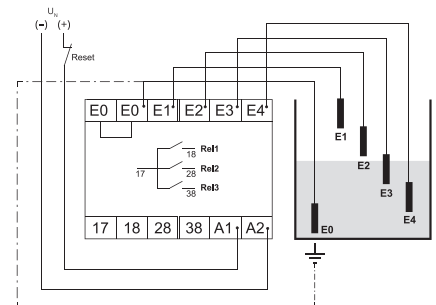 U_N
(-) (+)
Reset
E0 E0 E1 E2 E3 E4
18 Rel1
17 28 Rel2
38 Rel3
17 18 28 38 A1 A2
E1
E2
E3
E4
E0